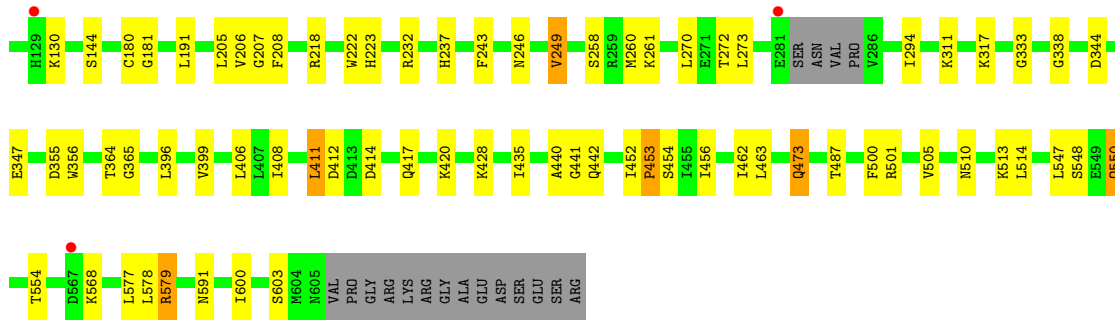 H129 K130 S144 C180 G181 L191 L205 V206 G207 F208 R218 W222 H223 R232 H237 F243 N246 V249 S258 R259 M260 K261 L270 E271 T272 L273 E281 SER ASN VAL PRO V286 I294 K311 K317 G333 G338 D344
E347 D355 W356 T364 G365 L396 V399 L406 L407 I408 L411 D412 D413 D414 Q417 K420 K428 I435 A440 G441 Q442 I452 P453 S454 I455 I456 I462 L463 Q473 T487 F500 R501 V505 N510 K513 L514 L547 S548 E549 Q550
T554 D567 K568 L577 L578 R579 N591 I600 S603 M604 N605 VAL PRO GLY ARG LYS ARG GLY ALA GLU ASP SER GLU SER ARG